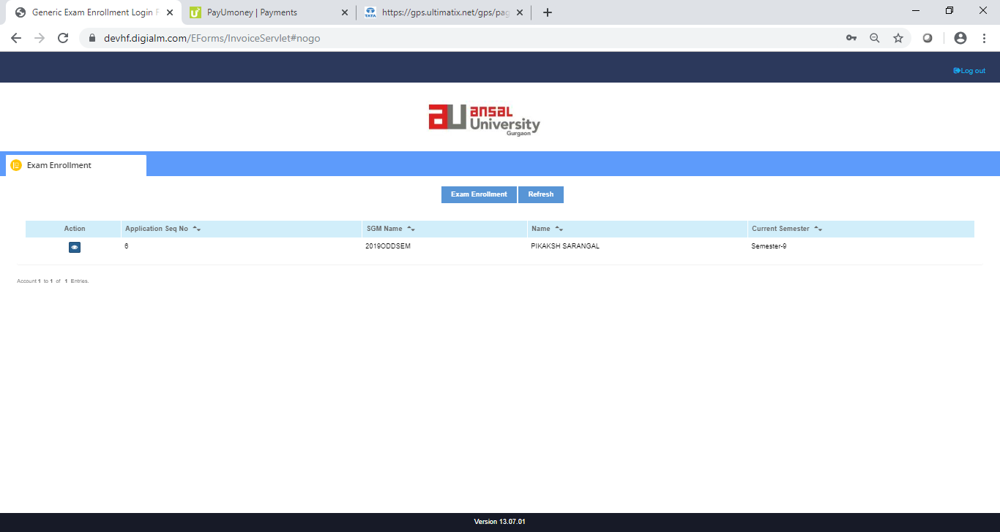 Generic Exam Enrollment Login F
PayUmoney | Payments
https://gps.ultimatix.net/gps/pag
devhf.digialm.com/EForms/InvoiceServlet#nogo
Log out
au ansal
University
Gurgaon
Exam Enrollment
Exam Enrollment Refresh
Action Application Seq No SGM Name Name Current Semester
6 2019ODDSEM PIKAKSH SARANGAL Semester-9
Account 1 to 1 of 1 Entries.
Version 13.07.01